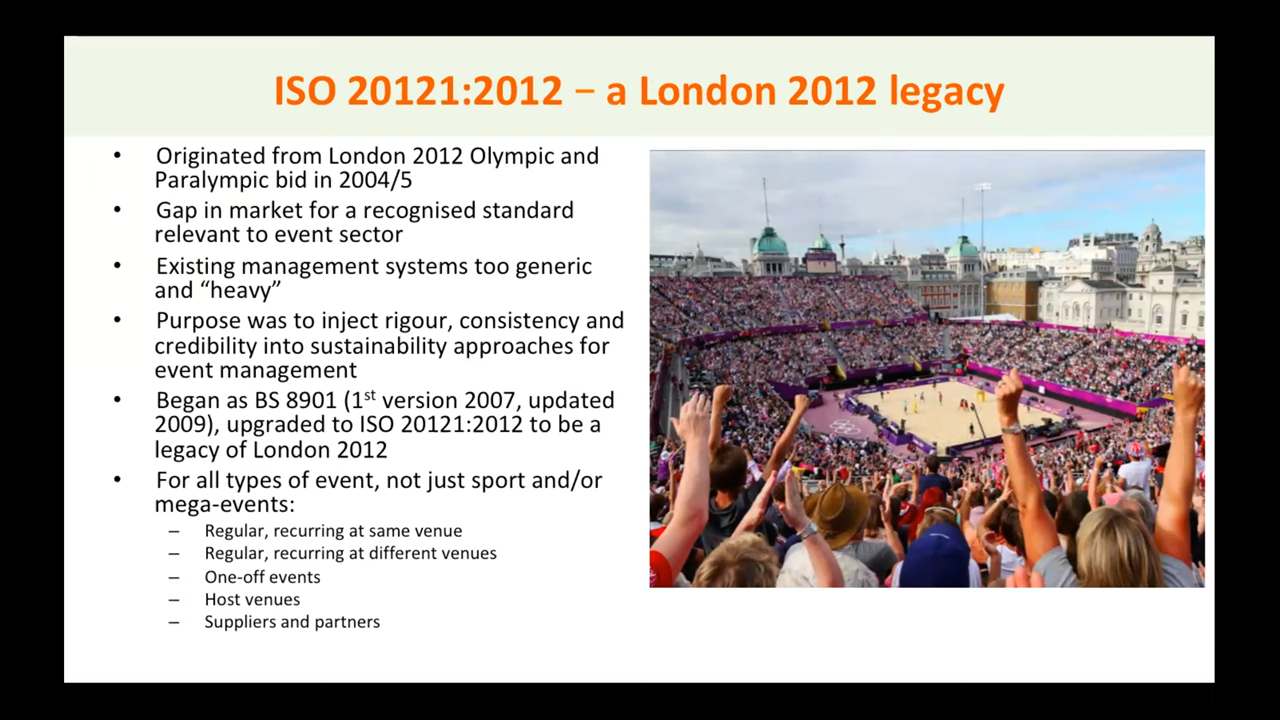 ISO 20121:2012 – a London 2012 legacy
• Originated from London 2012 Olympic and
Paralympic bid in 2004/5
• Gap in market for a recognised standard
relevant to event sector
• Existing management systems too generic
and “heavy”
• Purpose was to inject rigour, consistency and
credibility into sustainability approaches for
event management
• Began as BS 8901 (1st version 2007, updated
2009), upgraded to ISO 20121:2012 to be a
legacy of London 2012
• For all types of event, not just sport and/or
mega-events:
– Regular, recurring at same venue
– Regular, recurring at different venues
– One-off events
– Host venues
– Suppliers and partners